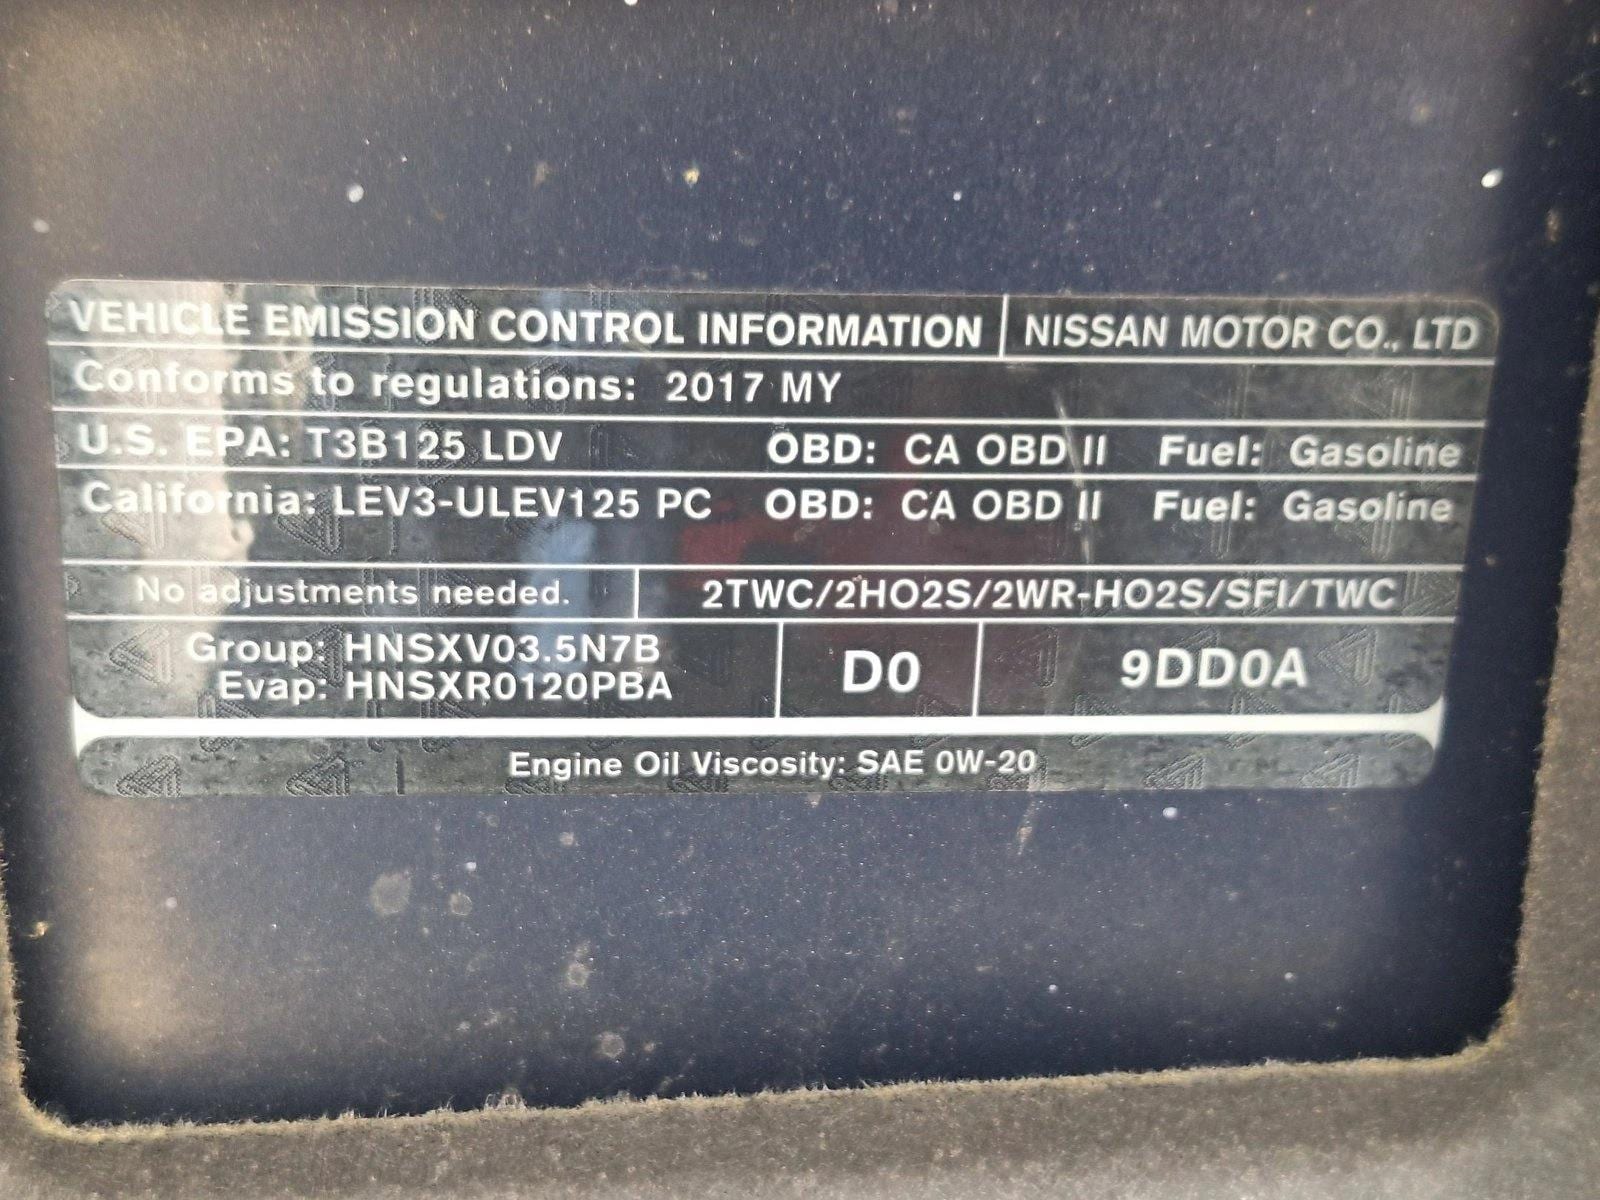 VEHICLE EMISSION CONTROL INFORMATION NISSAN MOTOR CO., LTD
Conforms to regulations: 2017 MY
U.S. EPA: T3B125 LDV OBD: CA OBD II Fuel: Gasoline
California: LEV3-ULEV125 PC OBD: CA OBD II Fuel: Gasoline
No adjustments needed. 2TWC/2HO2S/2WR-HO2S/SFI/TWC
Group: HNSXV03.5N7B
Evap: HNSXR0120PBA
D0 9DD0A
Engine Oil Viscosity: SAE 0W-20